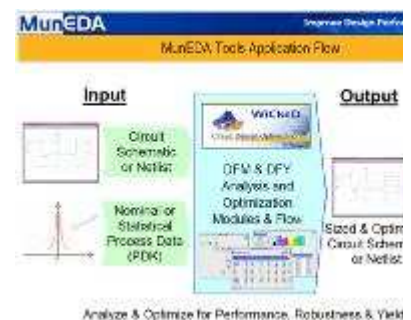 MunEDA
Improve Design Perfor
MunEDA Tools Application Flow
Input
Output
Circuit
Schematic
or Netlist
Nominal or
Statistical
Process Data
(PDK)
WiCkeD
DFM & DFY
Analysis and
Optimization
Modules & Flow
Sized & Optim
Circuit Schem
or Netlist
Analyze & Optimize for Performance, Robustness & Yield